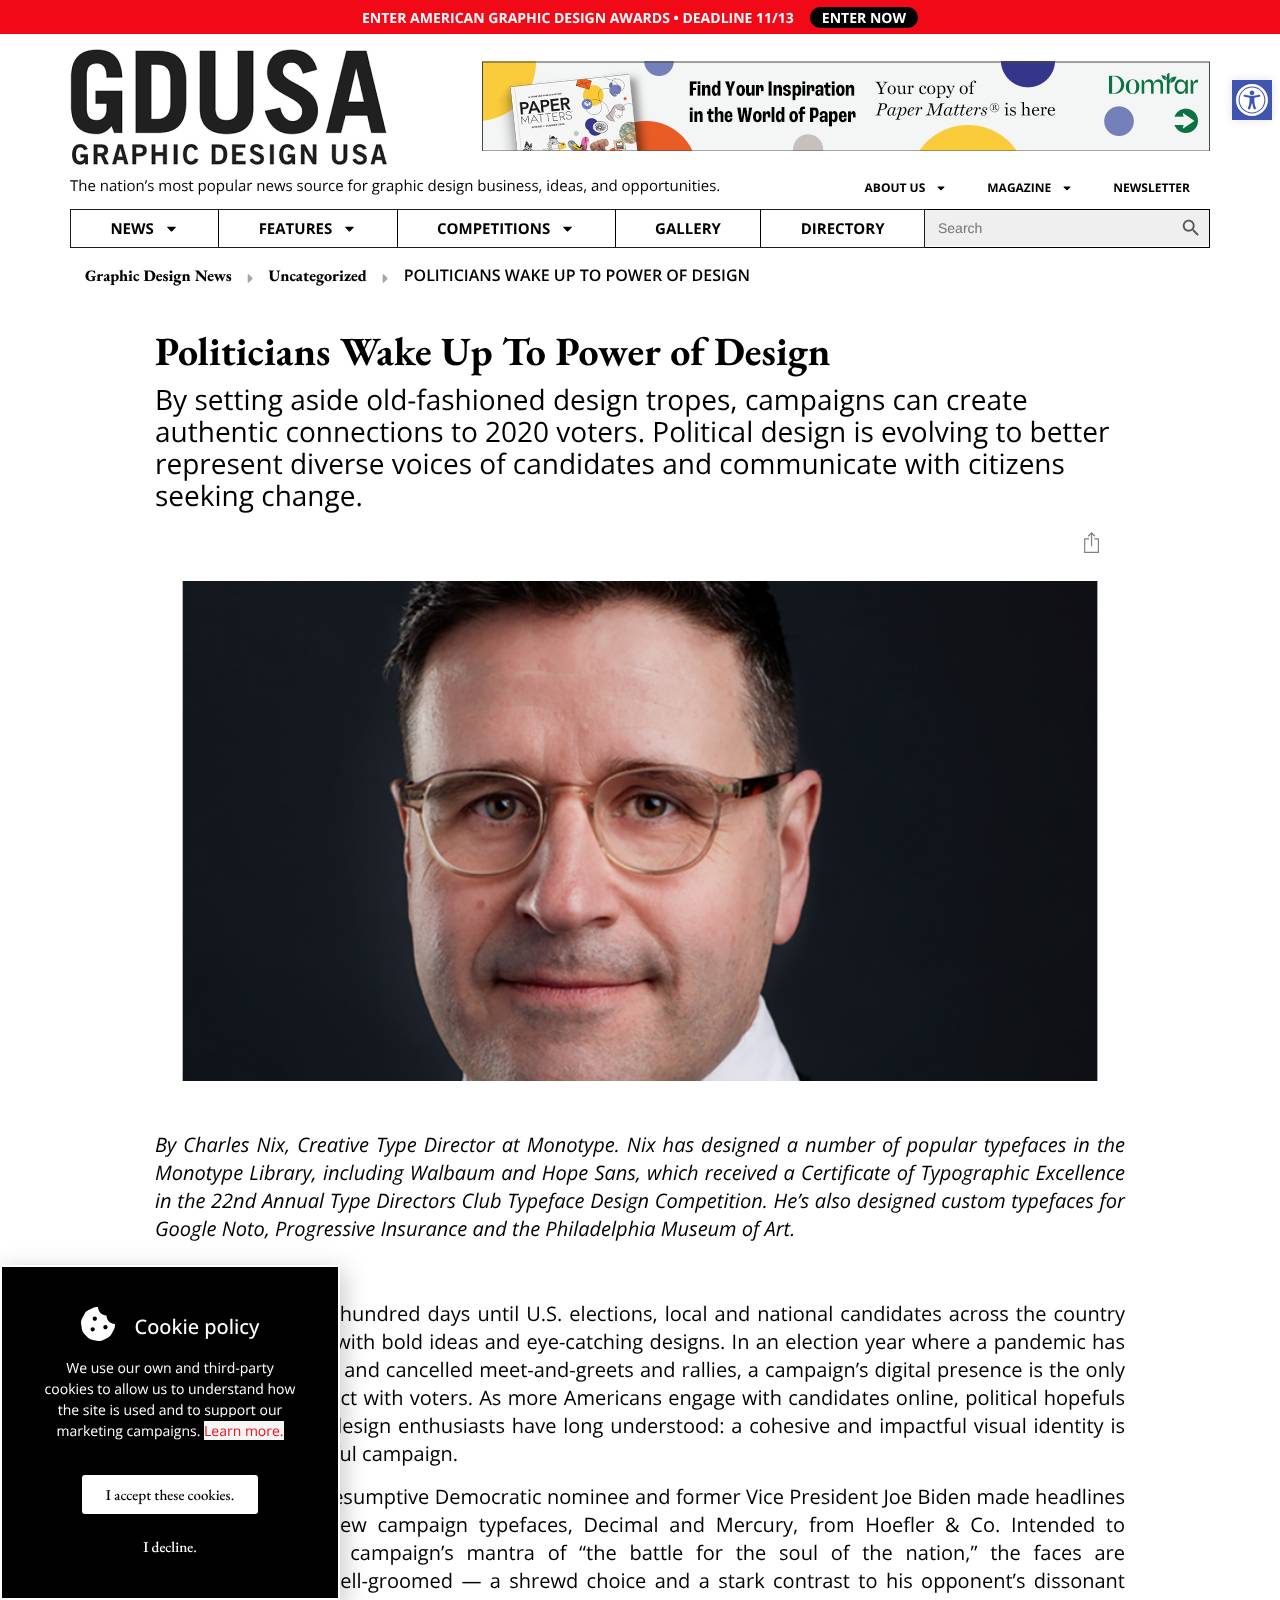 ENTER AMERICAN GRAPHIC DESIGN AWARDS • DEADLINE 11/13 ENTER NOW
GDUSA
GRAPHIC DESIGN USA
PAPER
MATTERS
Find Your Inspiration
in the World of Paper
Your copy of
Paper Matters® is here
Domtar
The nation’s most popular news source for graphic design business, ideas, and opportunities.
ABOUT US MAGAZINE NEWSLETTER
NEWS FEATURES COMPETITIONS GALLERY DIRECTORY Search
Graphic Design News Uncategorized POLITICIANS WAKE UP TO POWER OF DESIGN
Politicians Wake Up To Power of Design
By setting aside old-fashioned design tropes, campaigns can create
authentic connections to 2020 voters. Political design is evolving to better
represent diverse voices of candidates and communicate with citizens
seeking change.
By Charles Nix, Creative Type Director at Monotype. Nix has designed a number of popular typefaces in the
Monotype Library, including Walbaum and Hope Sans, which received a Certificate of Typographic Excellence
in the 22nd Annual Type Directors Club Typeface Design Competition. He’s also designed custom typefaces for
Google Noto, Progressive Insurance and the Philadelphia Museum of Art.
hundred days until U.S. elections, local and national candidates across the country
with bold ideas and eye-catching designs. In an election year where a pandemic has
and cancelled meet-and-greets and rallies, a campaign’s digital presence is the only
with voters. As more Americans engage with candidates online, political hopefuls
design enthusiasts have long understood: a cohesive and impactful visual identity is
campaign.
Democratic nominee and former Vice President Joe Biden made headlines
campaign typefaces, Decimal and Mercury, from Hoefler & Co. Intended to
campaign’s mantra of “the battle for the soul of the nation,” the faces are
— a shrewd choice and a stark contrast to his opponent’s dissonant
Cookie policy
We use our own and third-party
cookies to allow us to understand how
the site is used and to support our
marketing campaigns. Learn more.
I accept these cookies.
I decline.